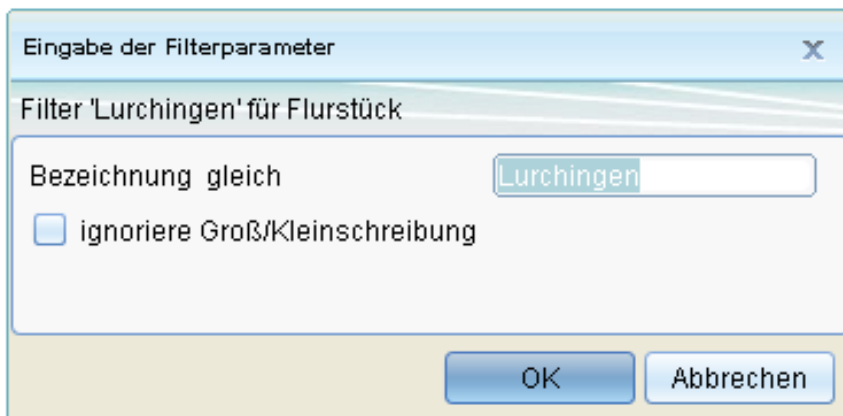 Eingabe der Filterparameter x
Filter 'Lurchingen' für Flurstück
Bezeichnung gleich Lurchingen
ignoriere Groß/Kleinschreibung
OK Abbrechen